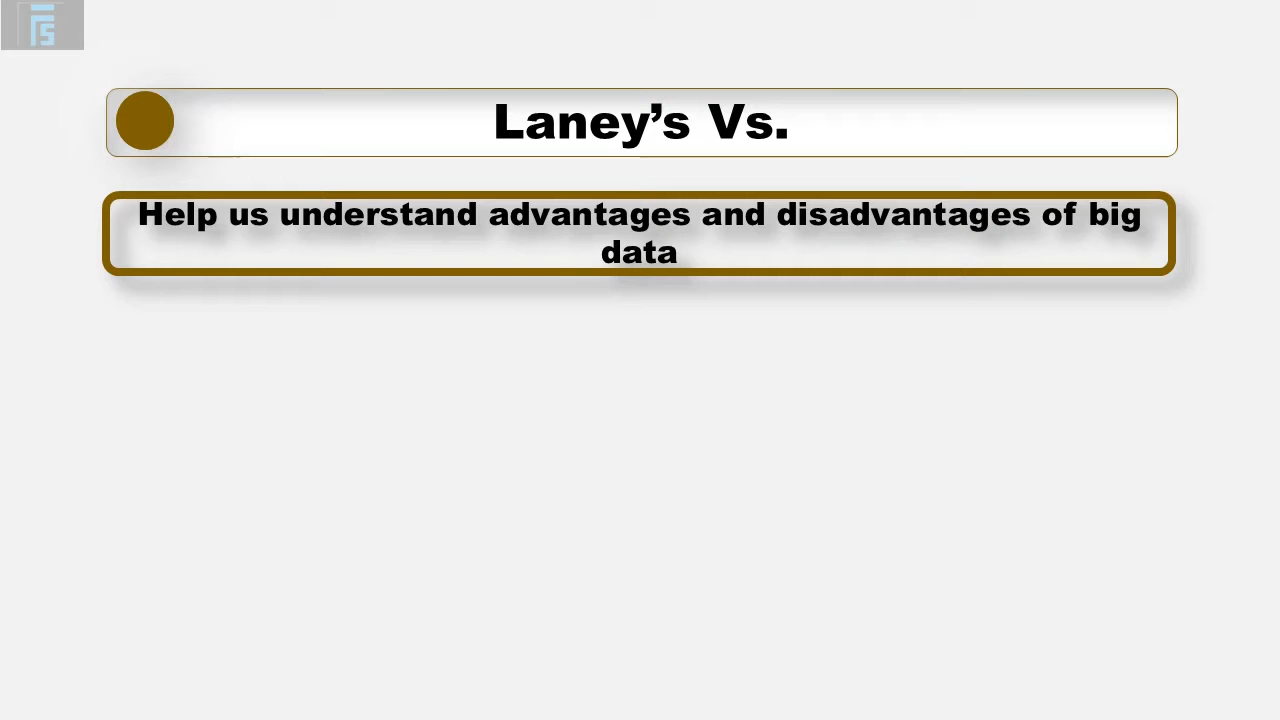 Laney’s Vs.
Help us understand advantages and disadvantages of big
data